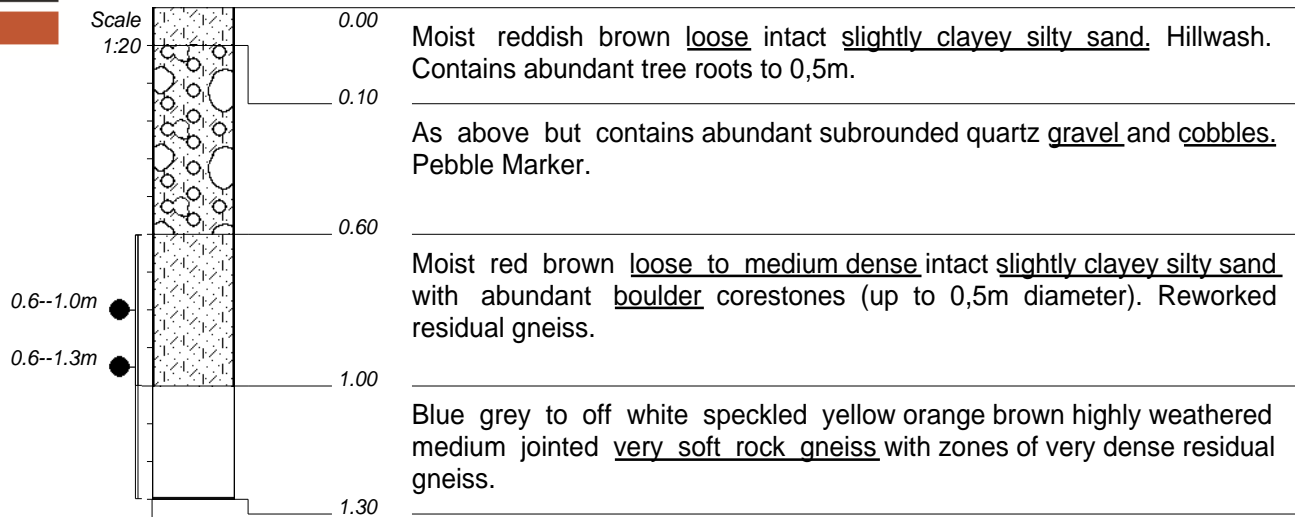 Scale
1:20
0.00
Moist reddish brown loose intact slightly clayey silty sand. Hillwash.
Contains abundant tree roots to 0,5m.
0.10
As above but contains abundant subrounded quartz gravel and cobbles.
Pebble Marker.
0.60
Moist red brown loose to medium dense intact slightly clayey silty sand
with abundant boulder corestones (up to 0,5m diameter). Reworked
residual gneiss.
0.6--1.0m
0.6--1.3m
1.00
Blue grey to off white speckled yellow orange brown highly weathered
medium jointed very soft rock gneiss with zones of very dense residual
gneiss.
1.30